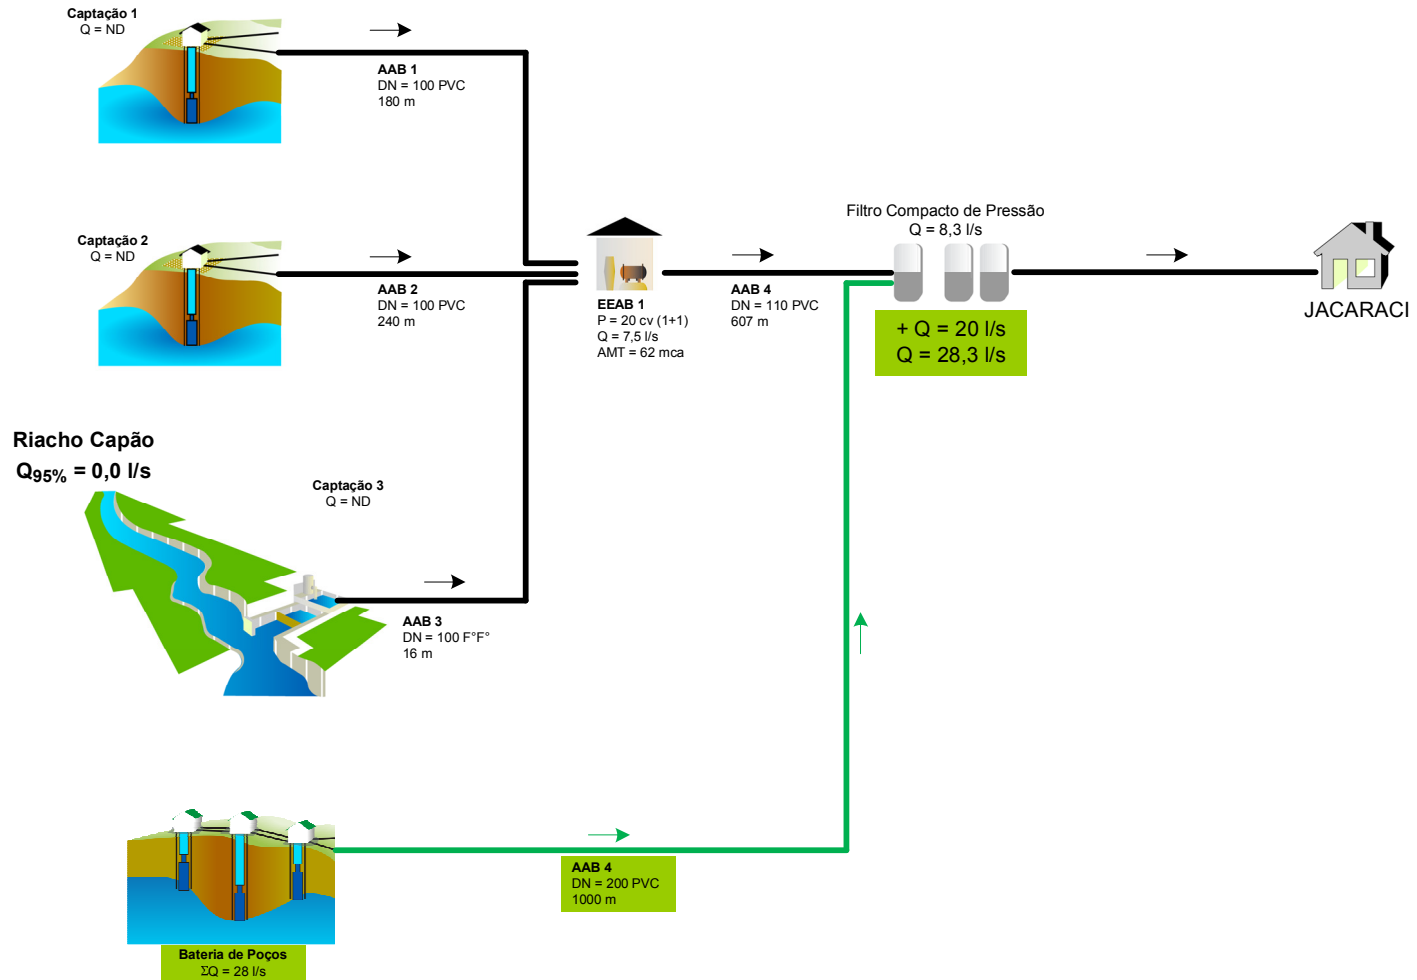 Captação 1
Q = ND
AAB 1
DN = 100 PVC
180 m
Captação 2
Q = ND
AAB 2
DN = 100 PVC
240 m
EEAB 1
P = 20 cv (1+1)
Q = 7,5 l/s
AMT = 62 mca
AAB 4
DN = 110 PVC
607 m
Filtro Compacto de Pressão
Q = 8,3 l/s
+ Q = 20 l/s
Q = 28,3 l/s
JACARACI
Riacho Capão
Q95% = 0,0 l/s
Captação 3
Q = ND
AAB 3
DN = 100 F°F°
16 m
AAB 4
DN = 200 PVC
1000 m
Bateria de Poços
ΣQ = 28 l/s